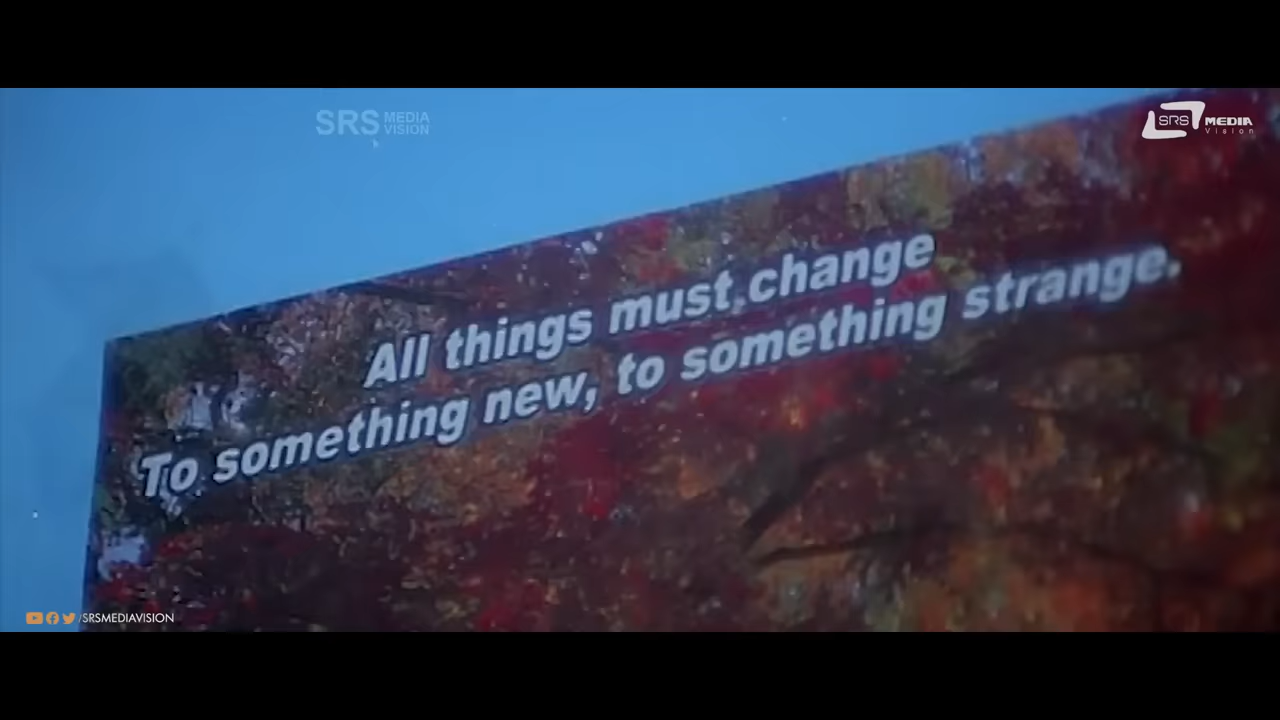 SRS MEDIA VISION
SRS MEDIA Vision
All things must change
To something new, to something strange.
/SRSMEDIAVISION